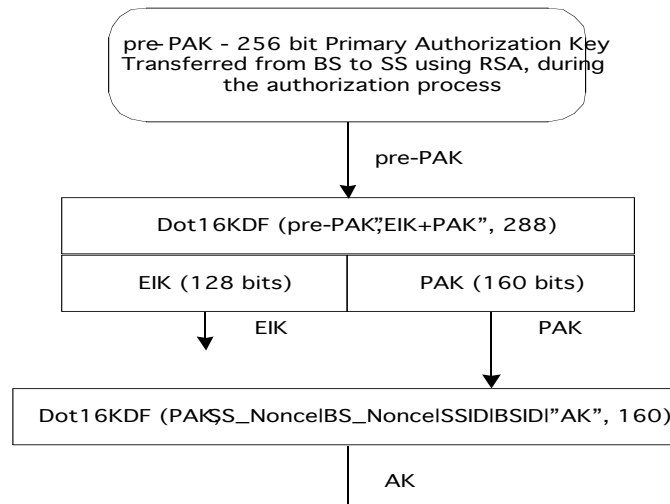 pre-PAK - 256 bit Primary Authorization Key
Transferred from BS to SS using RSA, during
the authorization process
pre-PAK
Dot16KDF (pre-PAK,"EIK+PAK", 288)
EIK (128 bits)
PAK (160 bits)
EIK
PAK
Dot16KDF (PAK,SS_Nonce|BS_Nonce|SSID|BSID|"AK", 160)
AK